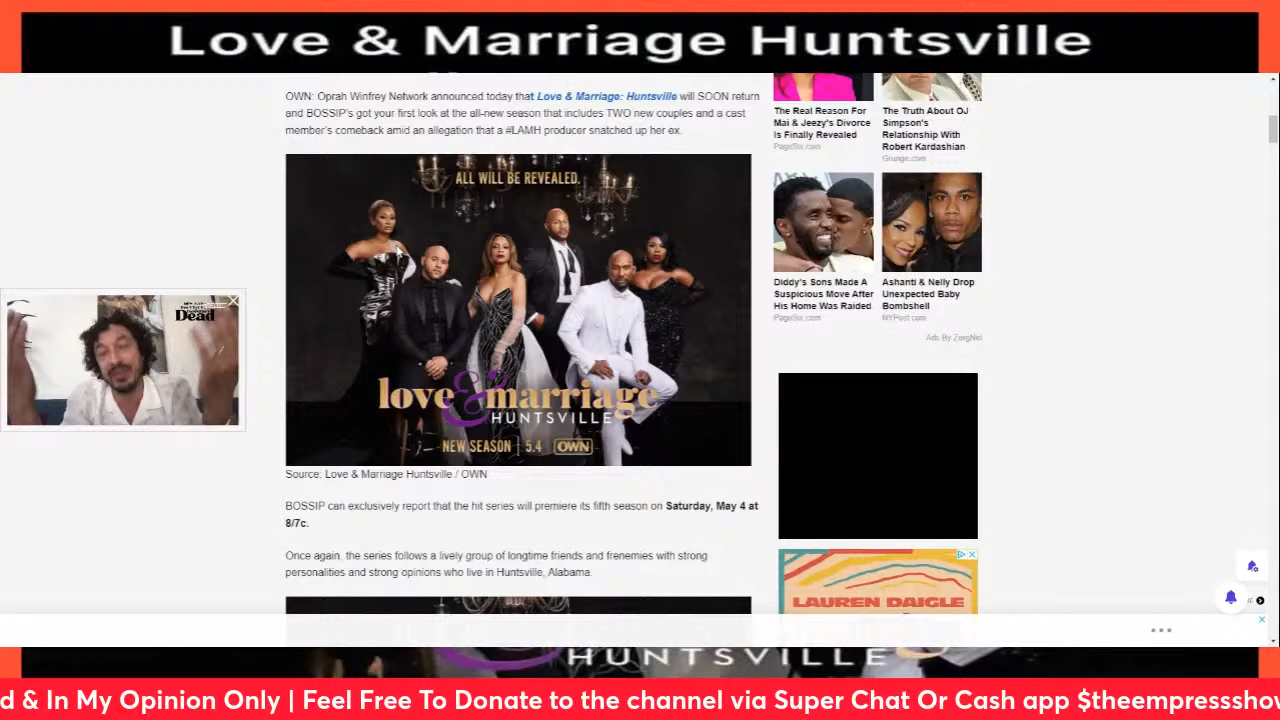 Love & Marriage Huntsville
OWN: Oprah Winfrey Network announced today that Love & Marriage: Huntsville will SOON return
and BOSSIP's got your first look at the all-new season that includes TWO new couples and a cast
member's comeback amid an allegation that a #LAMH producer snatched up her ex.
ALL WILL BE REVEALED.
love & marriage
HUNTSVILLE
NEW SEASON | 5.4 OWN
Source: Love & Marriage Huntsville / OWN
BOSSIP can exclusively report that the hit series will premiere its fifth season on Saturday, May 4 at
8/7c.
Once again, the series follows a lively group of longtime friends and frenemies with strong
personalities and strong opinions who live in Huntsville, Alabama.
Dead
The Real Reason For
Mai & Jeezy's Divorce
Is Finally Revealed
PageSix.com
The Truth About OJ
Simpson's
Relationship With
Robert Kardashian
Grunge.com
Diddy's Sons Made A
Suspicious Move After
His Home Was Raided
PageSix.com
Ashanti & Nelly Drop
Unexpected Baby
Bombshell
NYPost.com
Ads By ZergNet
LAUREN DAIGLE
HUNTSVILLE
d & In My Opinion Only | Feel Free To Donate to the channel via Super Chat Or Cash app $theempressshow